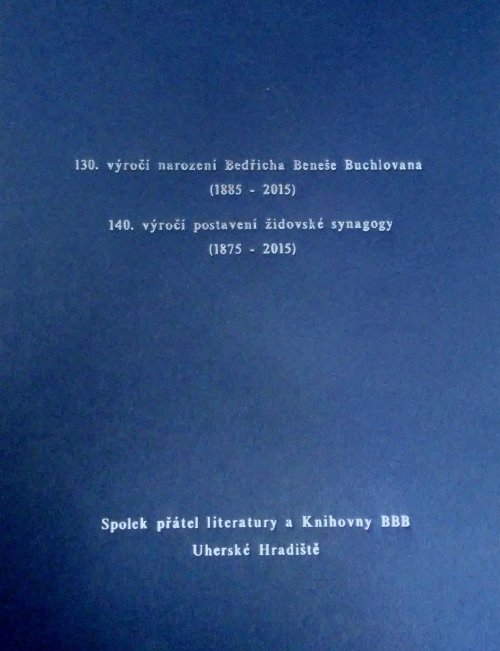 130. výročí narození Bedřicha Beneše Buchlovana
(1885 - 2015)
140. výročí postavení židovské synagogy
(1875 - 2015)
Spolek přátel literatury a Knihovny BBB
Uherské Hradiště